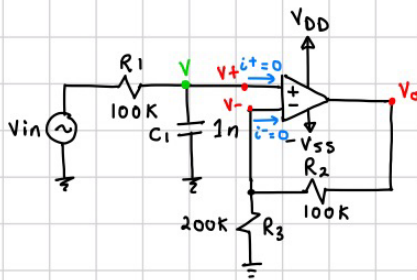 VDD
R1
V
V+
i+=0
100K
V-
+
-
Vo
Vin
C1
1n
i-=0
-VSS
R2
100K
200K
R3